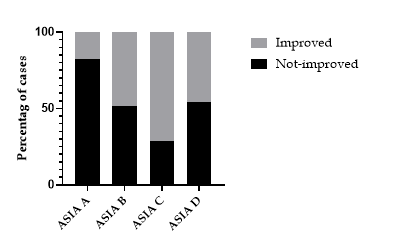 100
50
0
Percentag of cases
ASIA A
ASIA B
ASIA C
ASIA D
Improved
Not-improved